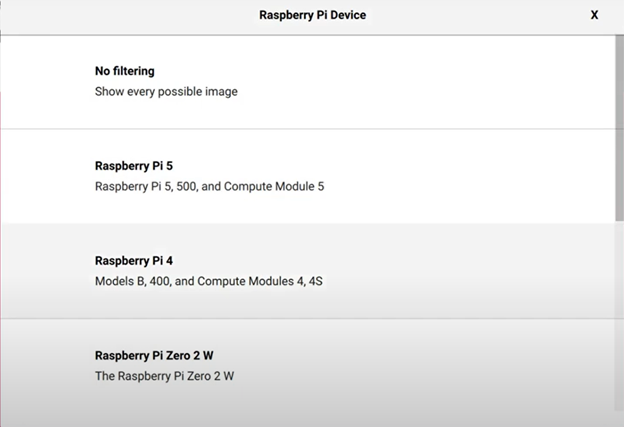 Raspberry Pi Device X
No filtering
Show every possible image
Raspberry Pi 5
Raspberry Pi 5, 500, and Compute Module 5
Raspberry Pi 4
Models B, 400, and Compute Modules 4, 4S
Raspberry Pi Zero 2 W
The Raspberry Pi Zero 2 W